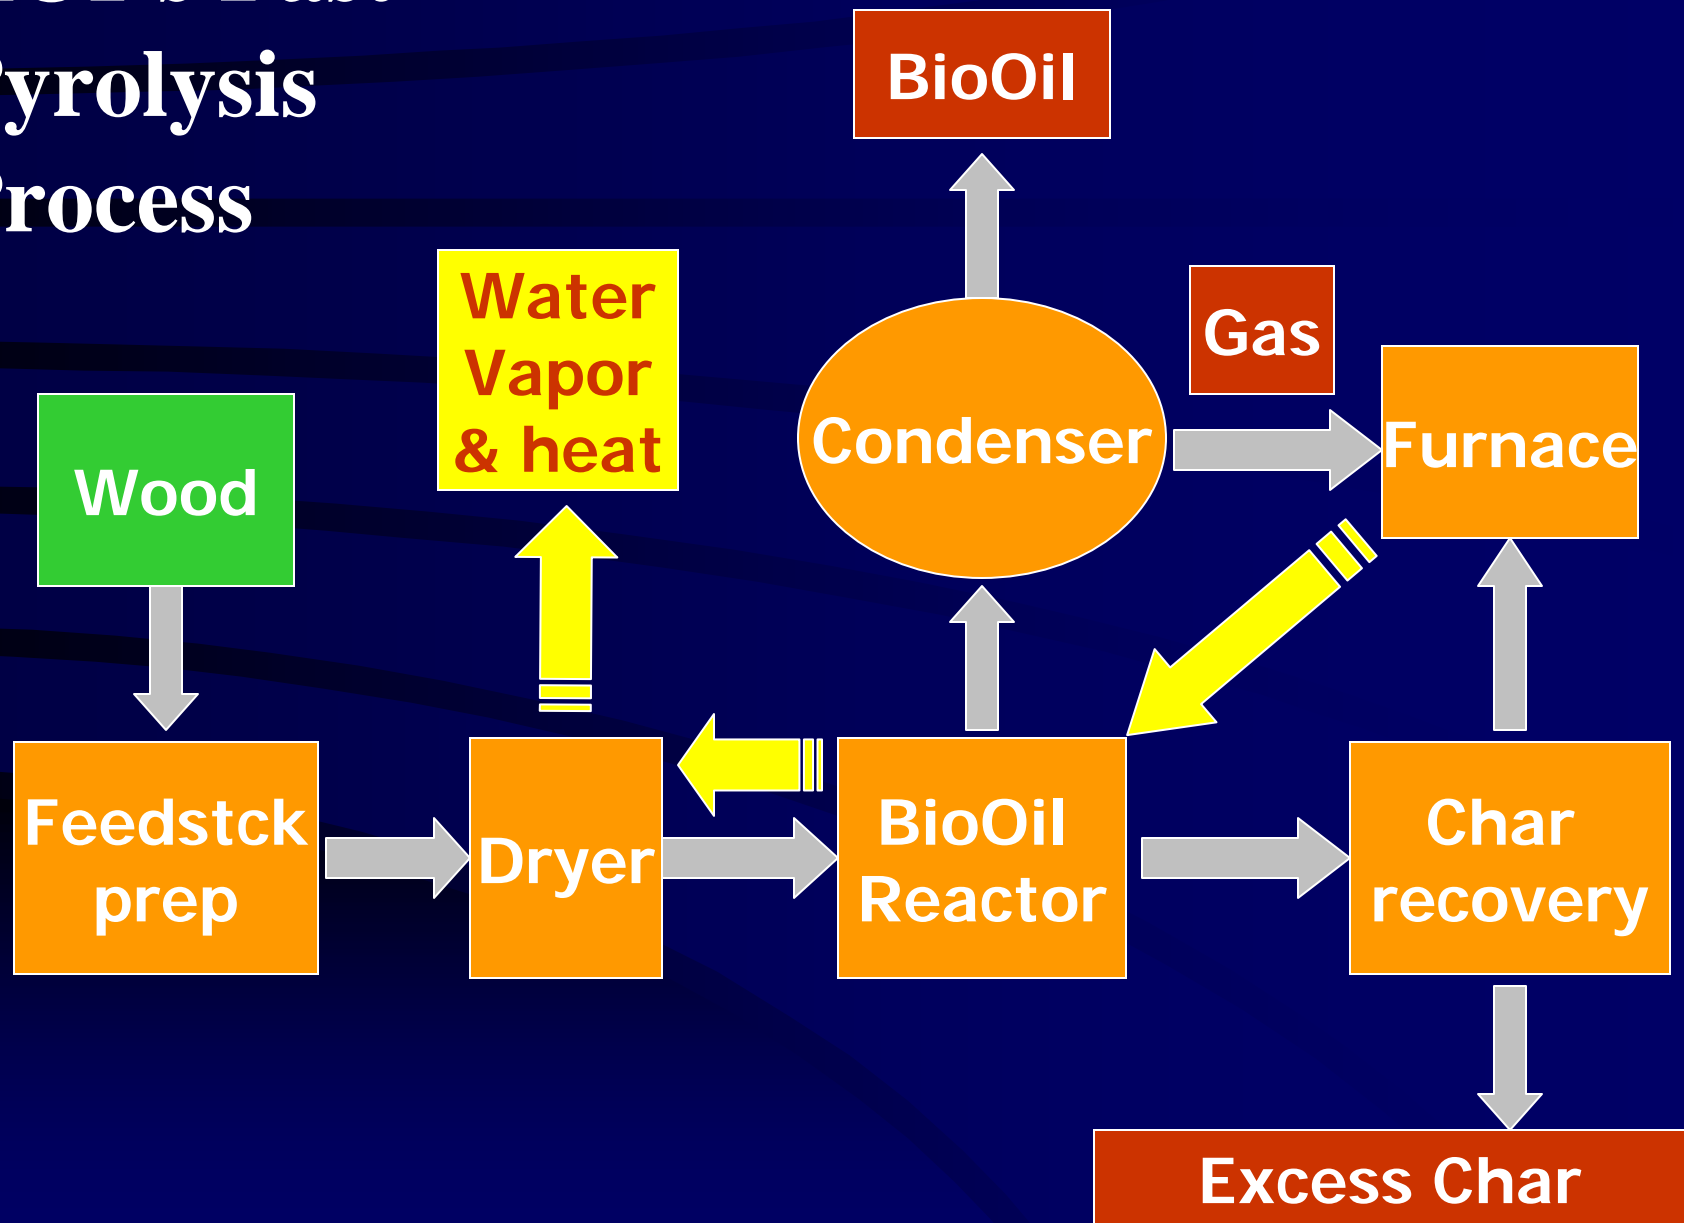 yrolysis
rocess
BioOil
Water
Vapor
& heat
Gas
Wood
Condenser
Furnace
Feedstck
prep
Dryer
BioOil
Reactor
Char
recovery
Excess Char